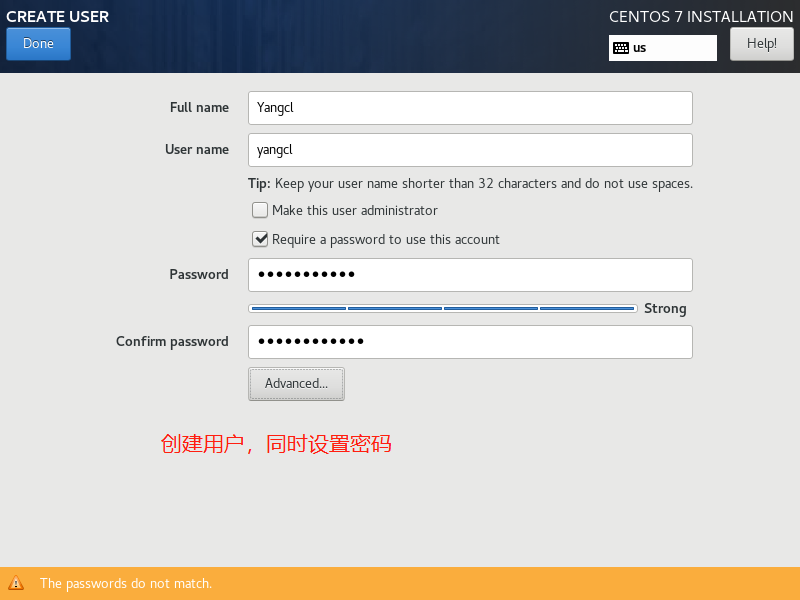 CREATE USER
CENTOS 7 INSTALLATION
Done
us
Help!
Full name
Yangcl
User name
yangcl
Tip: Keep your user name shorter than 32 characters and do not use spaces.
Make this user administrator
Require a password to use this account
Password
●●●●●●●●●●●
Strong
Confirm password
●●●●●●●●●●●●
Advanced...
创建用户，同时设置密码
The passwords do not match.